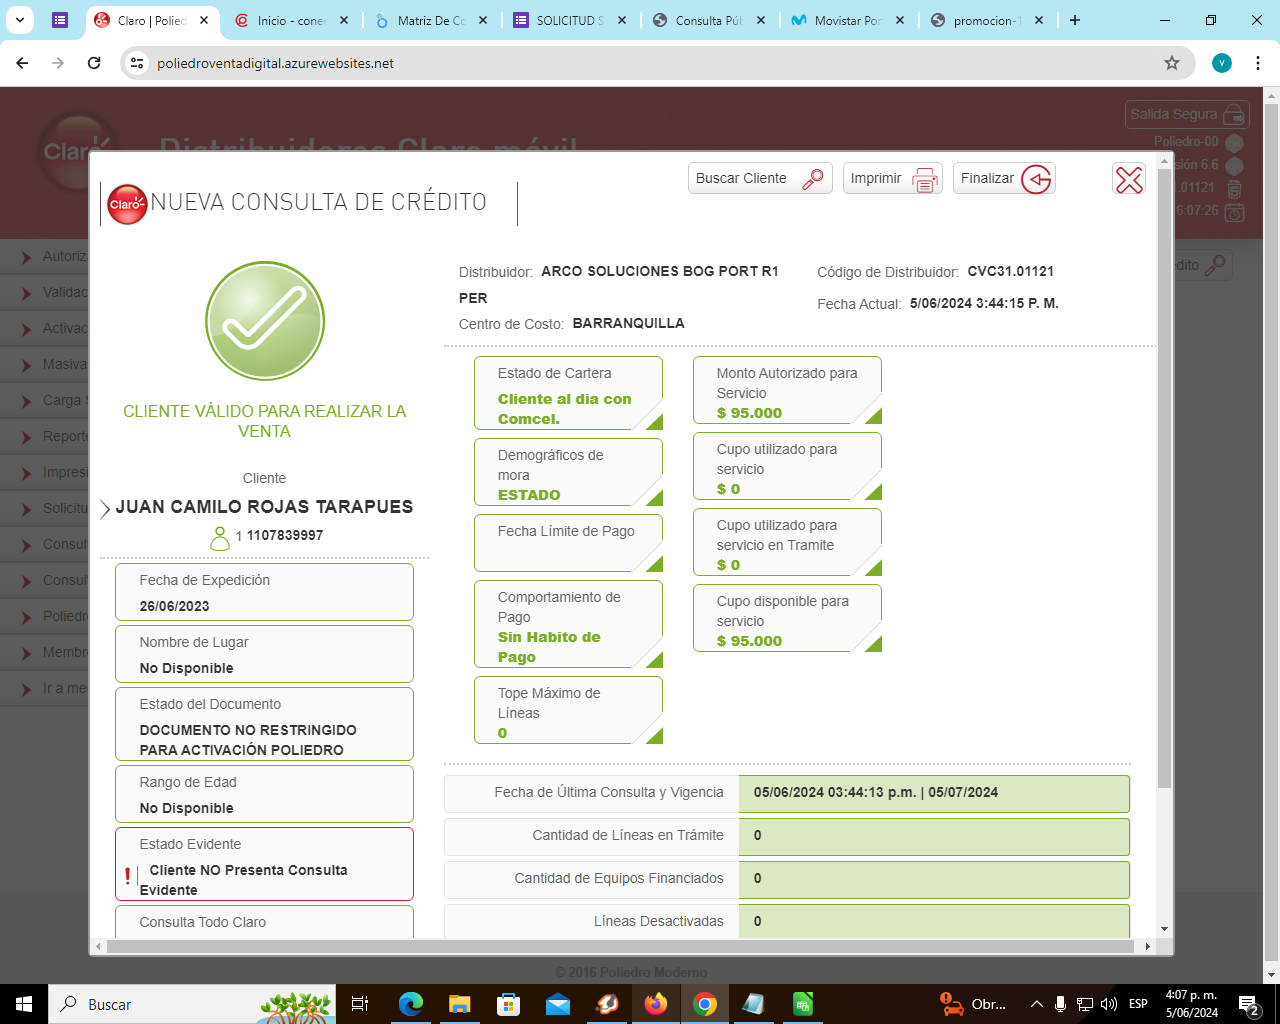 Claro | Polied
Inicio - conec
Matriz De Co
SOLICITUD S
Consulta Púb
Movistar Por
promocion-1
poliedroventadigital.azurewebsites.net
v
Claro
Distribuidores Claro móvil
Salida Segura
Poliedro-00
sión 6.6
1.01121
6:07:26
Autoriza
Validac
Activac
Masiva
Carga S
Reporte
Impresi
Solicitu
Consul
Consul
Poliedr
Membre
Ir a me
dito
Buscar Cliente
Imprimir
Finalizar
Claro
NUEVA CONSULTA DE CRÉDITO
CLIENTE VÁLIDO PARA REALIZAR LA
VENTA
Cliente
JUAN CAMILO ROJAS TARAPUES
1 1107839997
Fecha de Expedición
26/06/2023
Nombre de Lugar
No Disponible
Estado del Documento
DOCUMENTO NO RESTRINGIDO
PARA ACTIVACIÓN POLIEDRO
Rango de Edad
No Disponible
Estado Evidente
! Cliente NO Presenta Consulta
Evidente
Consulta Todo Claro
Distribuidor: ARCO SOLUCIONES BOG PORT R1
PER
Centro de Costo: BARRANQUILLA
Código de Distribuidor: CVC31.01121
Fecha Actual: 5/06/2024 3:44:15 P. M.
Estado de Cartera
Cliente al dia con
Comcel.
Demográficos de
mora
ESTADO
Fecha Límite de Pago
Comportamiento de
Pago
Sin Habito de
Pago
Tope Máximo de
Líneas
0
Monto Autorizado para
Servicio
$ 95.000
Cupo utilizado para
servicio
$ 0
Cupo utilizado para
servicio en Tramite
$ 0
Cupo disponible para
servicio
$ 95.000
Fecha de Última Consulta y Vigencia 05/06/2024 03:44:13 p.m. | 05/07/2024
Cantidad de Líneas en Trámite 0
Cantidad de Equipos Financiados 0
Líneas Desactivadas 0
© 2016 Poliedro Moderno
Buscar
Obr...
ESP
4:07 p. m.
5/06/2024
2